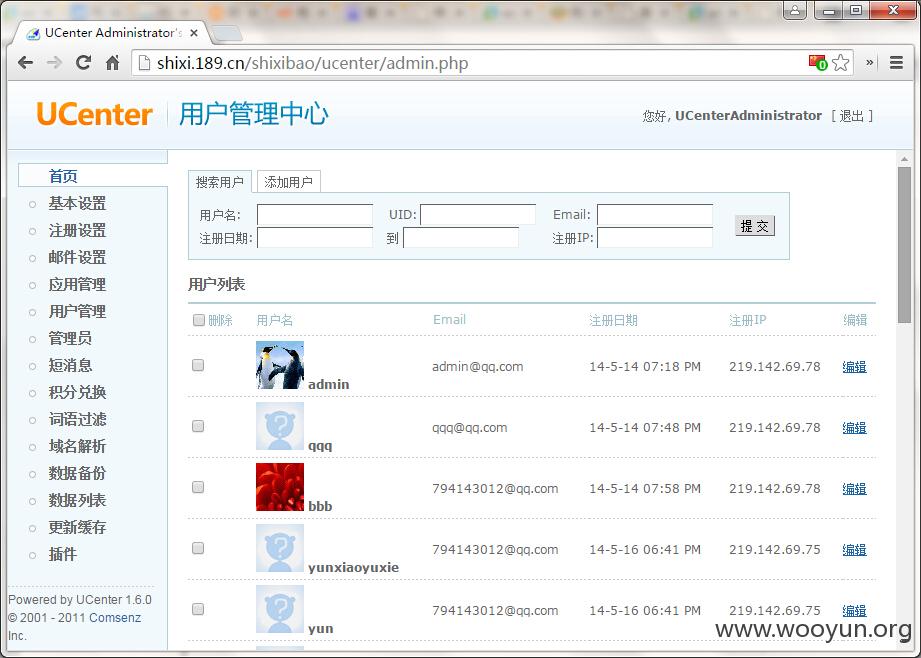 UCenter Administrator's
shixi.189.cn/shixibao/ucenter/admin.php
0
»
UCenter 用户管理中心
您好, UCenterAdministrator [ 退出 ]
首页
基本设置
注册设置
邮件设置
应用管理
用户管理
管理员
短消息
积分兑换
词语过滤
域名解析
数据备份
数据列表
更新缓存
插件
Powered by UCenter 1.6.0
© 2001 - 2011 Comsenz
Inc.
搜索用户 添加用户
用户名: UID: Email:
注册日期: 到 注册IP:
提 交
用户列表
删除 用户名 Email 注册日期 注册IP 编辑
admin admin@qq.com 14-5-14 07:18 PM 219.142.69.78 编辑
qqq qqq@qq.com 14-5-14 07:48 PM 219.142.69.78 编辑
bbb 794143012@qq.com 14-5-14 07:58 PM 219.142.69.78 编辑
yunxiaoyuxie 794143012@qq.com 14-5-16 06:41 PM 219.142.69.75 编辑
yun 794143012@qq.com 14-5-16 06:41 PM 219.142.69.75 编辑
www.wooyun.org